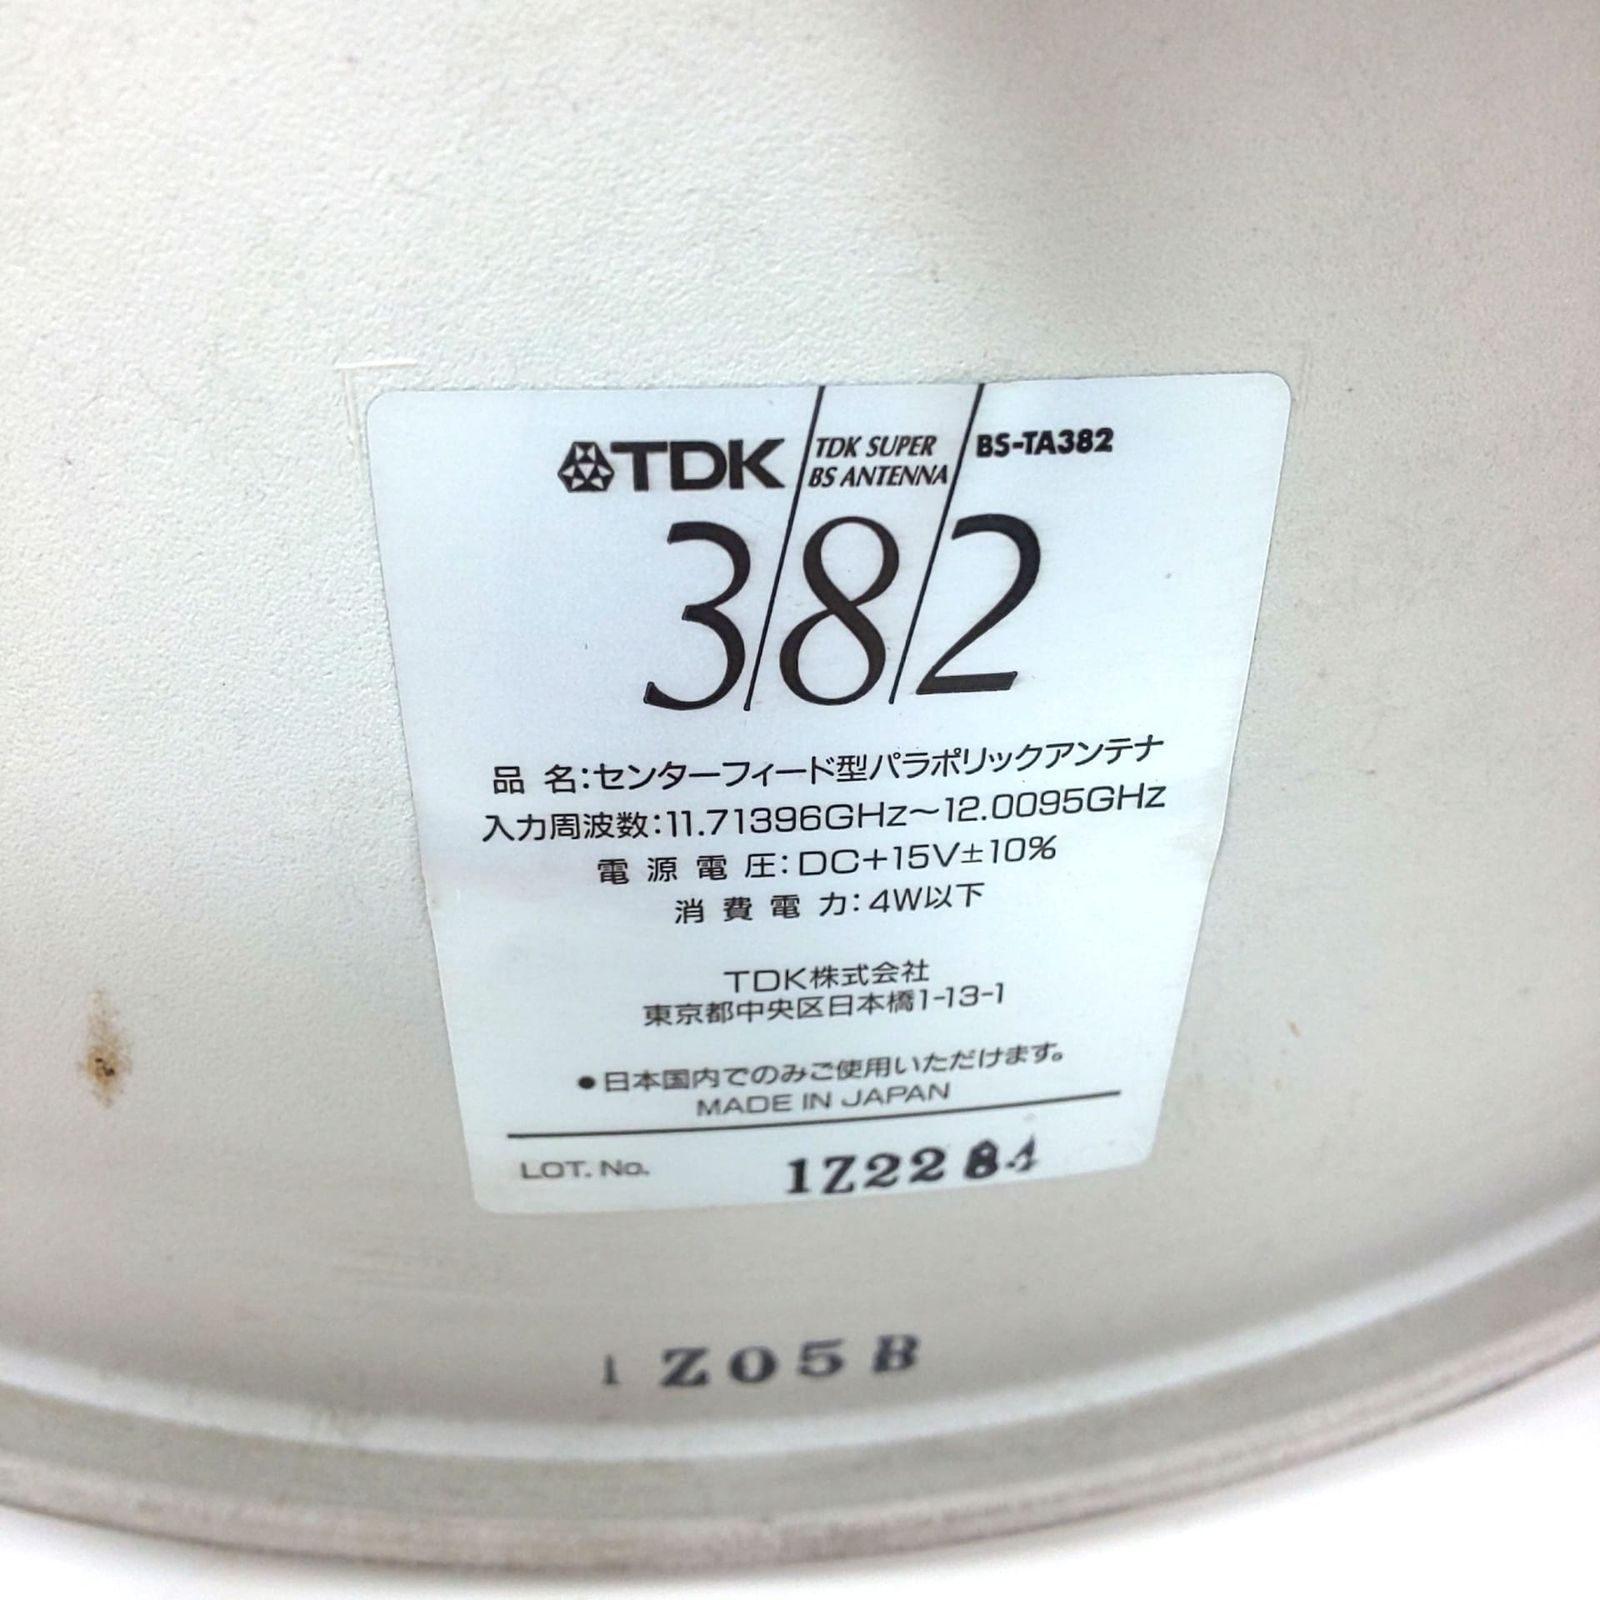 TDK TDK SUPER BS-TA382
BS ANTENNA
3/8/2
品 名:センターフィード型パラボリックアンテナ
入力周波数:11.71396GHz～12.0095GHz
電 源 電 圧:DC+15V±10%
消 費 電 力:4W以下
TDK株式会社
東京都中央区日本橋1-13-1
●日本国内でのみご使用いただけます。
MADE IN JAPAN
LOT. No.
1Z05B